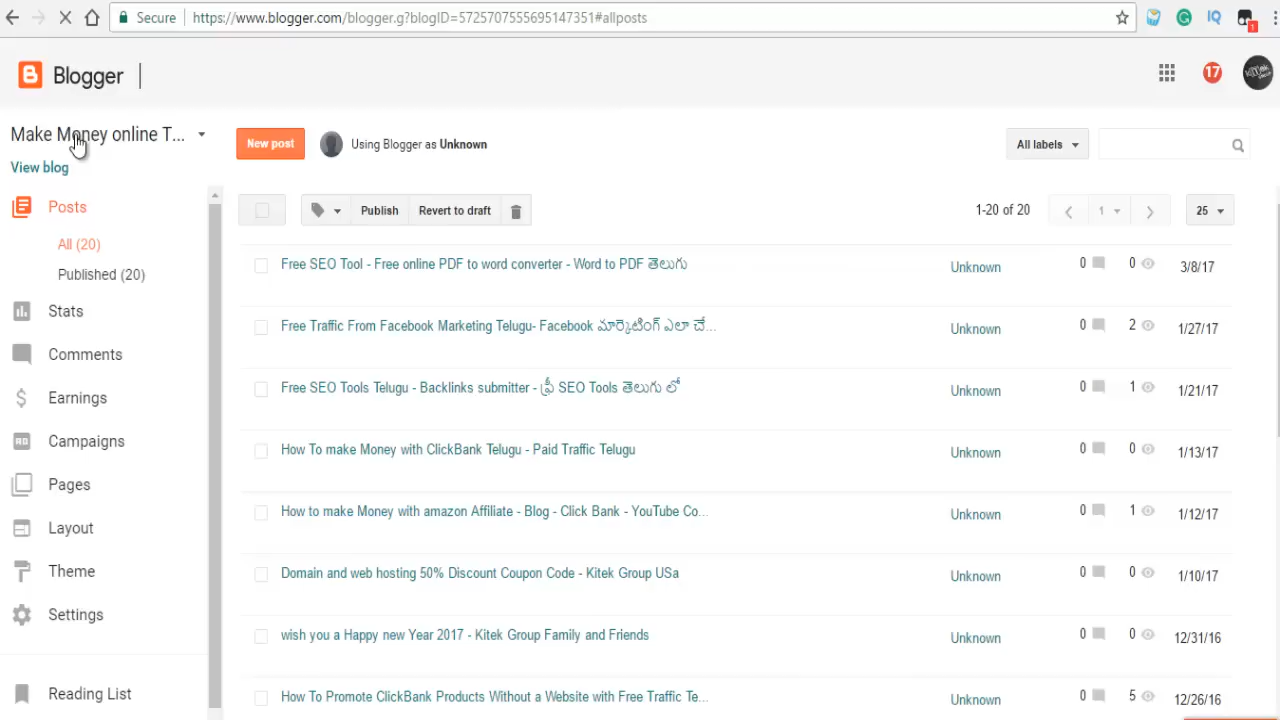 Secure https://www.blogger.com/blogger.g?blogID=5725707555695147351#allposts
1
Blogger 17
Make Money online T...
New post Using Blogger as Unknown All labels
View blog
Posts
Publish Revert to draft 1-20 of 20 1 25
All (20)
Published (20)
Stats
Comments
Earnings
Campaigns
Pages
Layout
Theme
Settings
Reading List
Free SEO Tool - Free online PDF to word converter - Word to PDF తెలుగు Unknown 0 0 3/8/17
Free Traffic From Facebook Marketing Telugu- Facebook మార్కెటింగ్ ఎలా చే... Unknown 0 2 1/27/17
Free SEO Tools Telugu - Backlinks submitter - ఫ్రీ SEO Tools తెలుగు లో Unknown 0 1 1/21/17
How To make Money with ClickBank Telugu - Paid Traffic Telugu Unknown 0 0 1/13/17
How to make Money with amazon Affiliate - Blog - Click Bank - YouTube Co... Unknown 0 1 1/12/17
Domain and web hosting 50% Discount Coupon Code - Kitek Group USa Unknown 0 0 1/10/17
wish you a Happy new Year 2017 - Kitek Group Family and Friends Unknown 0 0 12/31/16
How To Promote ClickBank Products Without a Website with Free Traffic Te... Unknown 0 5 12/26/16